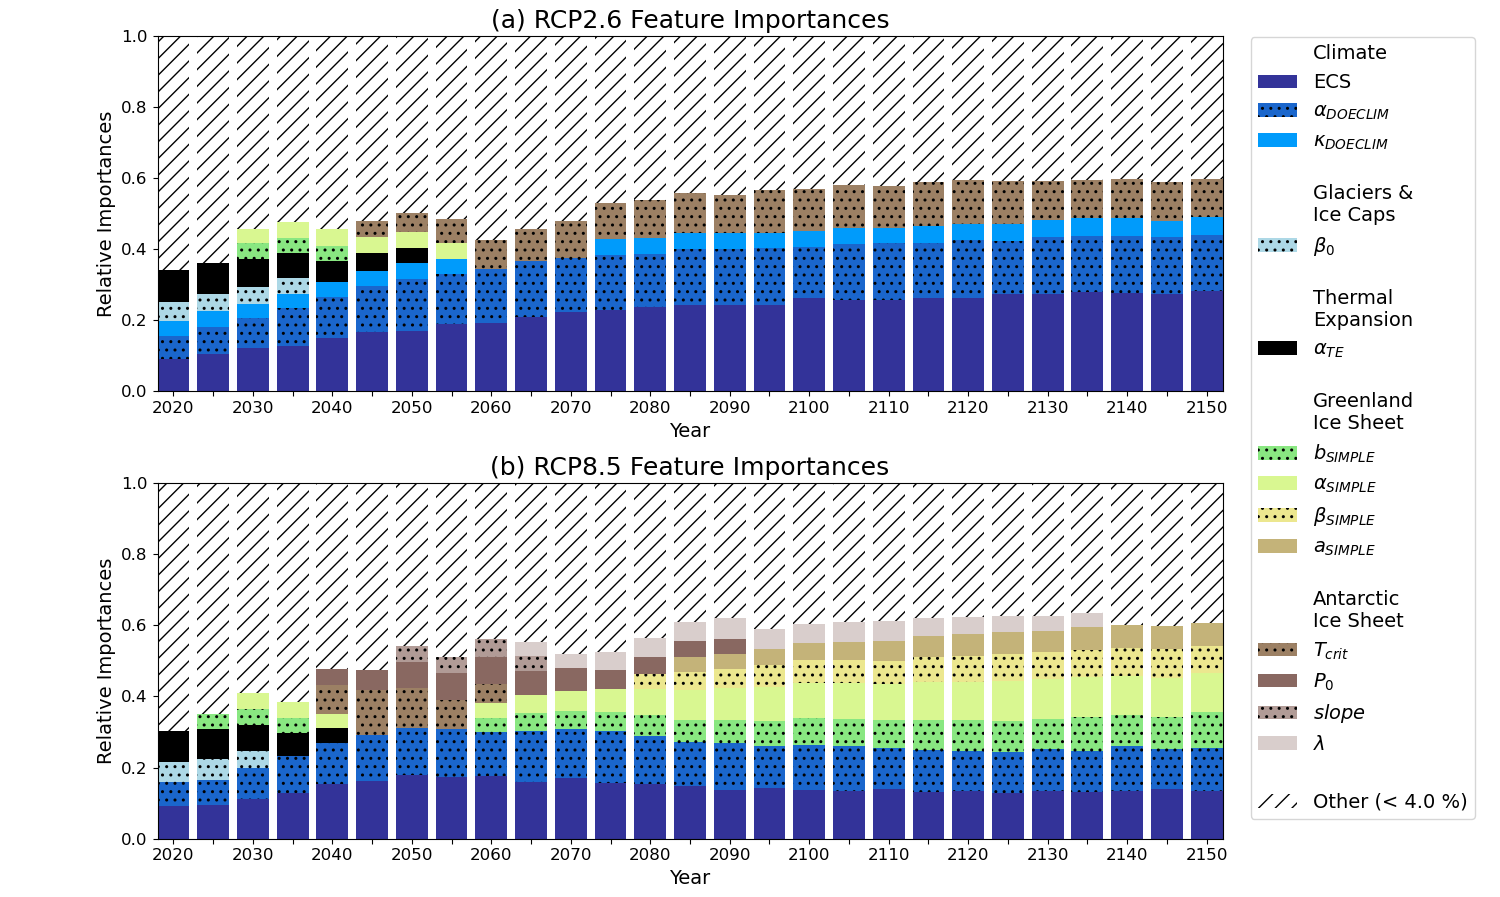 (a) RCP2.6 Feature Importances
Relative Importances
1.0
0.8
0.6
0.4
0.2
0.0
2020 2030 2040 2050 2060 2070 2080 2090 2100 2110 2120 2130 2140 2150
Year
(b) RCP8.5 Feature Importances
Relative Importances
1.0
0.8
0.6
0.4
0.2
0.0
2020 2030 2040 2050 2060 2070 2080 2090 2100 2110 2120 2130 2140 2150
Year
Climate
ECS
α_DOECLIM
κ_DOECLIM
Glaciers &
Ice Caps
β_0
Thermal
Expansion
α_TE
Greenland
Ice Sheet
b_SIMPLE
α_SIMPLE
β_SIMPLE
a_SIMPLE
Antarctic
Ice Sheet
T_crit
P_0
slope
λ
Other (< 4.0 %)